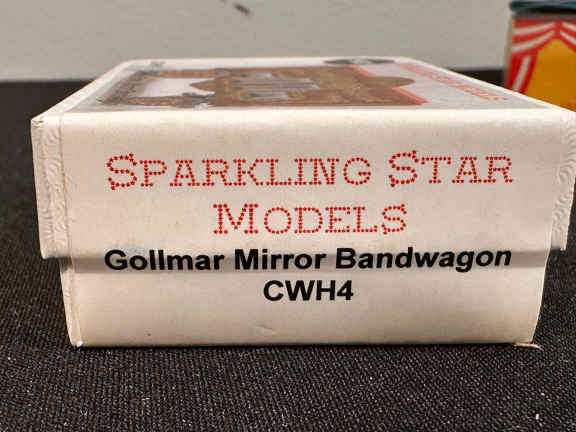 SPARKLING STAR
MODELS
Gollmar Mirror Bandwagon
CWH4